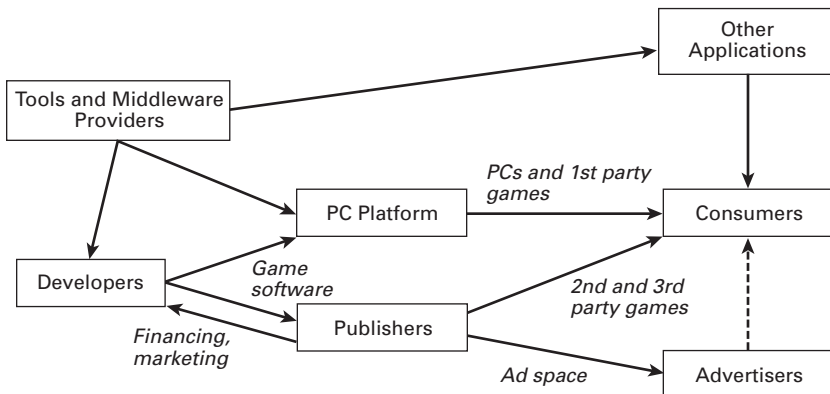 Other
Applications
Tools and Middleware
Providers
PCs and 1st party
games
PC Platform
Consumers
Developers
Game
software
2nd and 3rd
party games
Publishers
Financing,
marketing
Ad space
Advertisers